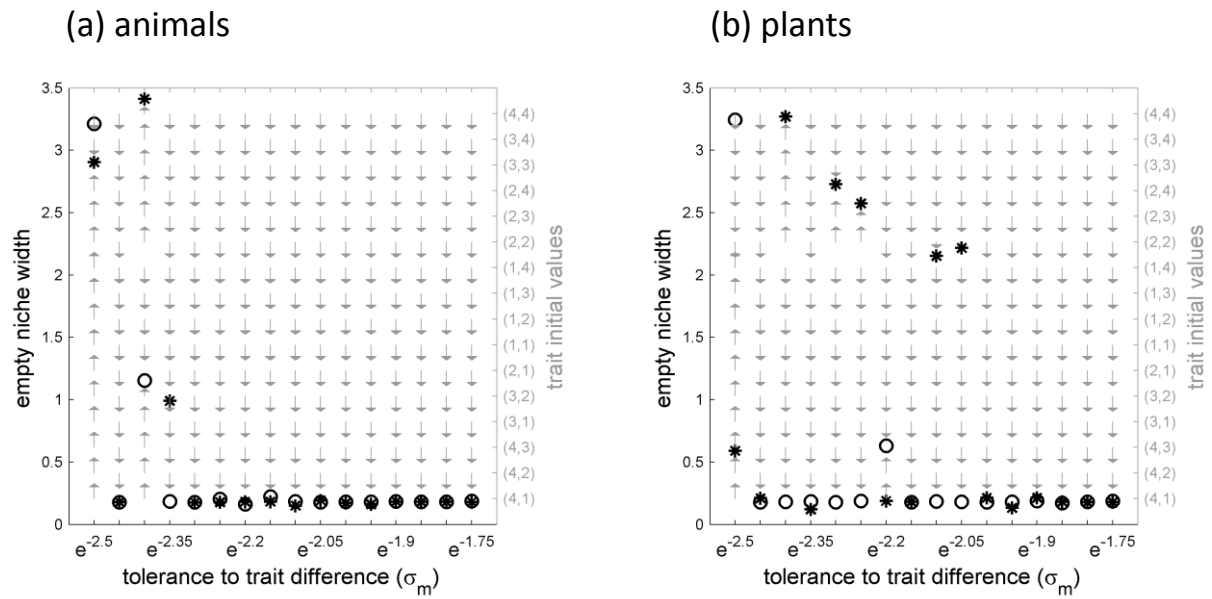 (a) animals
(b) plants
empty niche width
3.5
3
2.5
2
1.5
1
0.5
0
(4,4)
(3,4)
(3,3)
(2,4)
(2,3)
(2,2)
(1,4)
(1,3)
(1,2)
(1,1)
(2,1)
(3,2)
(3,1)
(4,3)
(4,2)
(4,1)
trait initial values
e-2.5
e-2.35
e-2.2
e-2.05
e-1.9
e-1.75
tolerance to trait difference (σm)
empty niche width
3.5
3
2.5
2
1.5
1
0.5
0
(4,4)
(3,4)
(3,3)
(2,4)
(2,3)
(2,2)
(1,4)
(1,3)
(1,2)
(1,1)
(2,1)
(3,2)
(3,1)
(4,3)
(4,2)
(4,1)
trait initial values
e-2.5
e-2.35
e-2.2
e-2.05
e-1.9
e-1.75
tolerance to trait difference (σm)